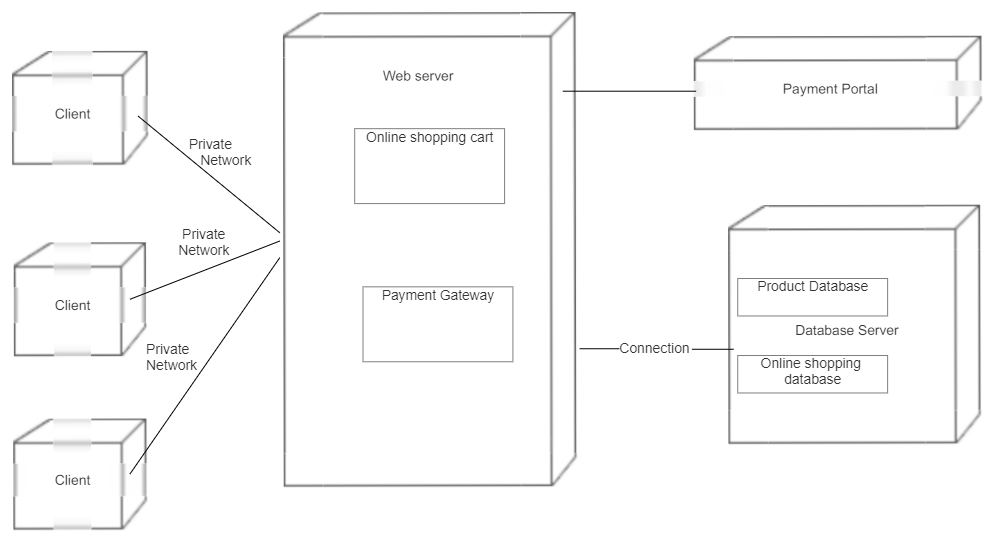 Web server
Payment Portal
Client
Online shopping cart
Private
Network
Private
Network
Client
Product Database
Payment Gateway
Database Server
Private
Network
Connection
Online shopping
database
Client